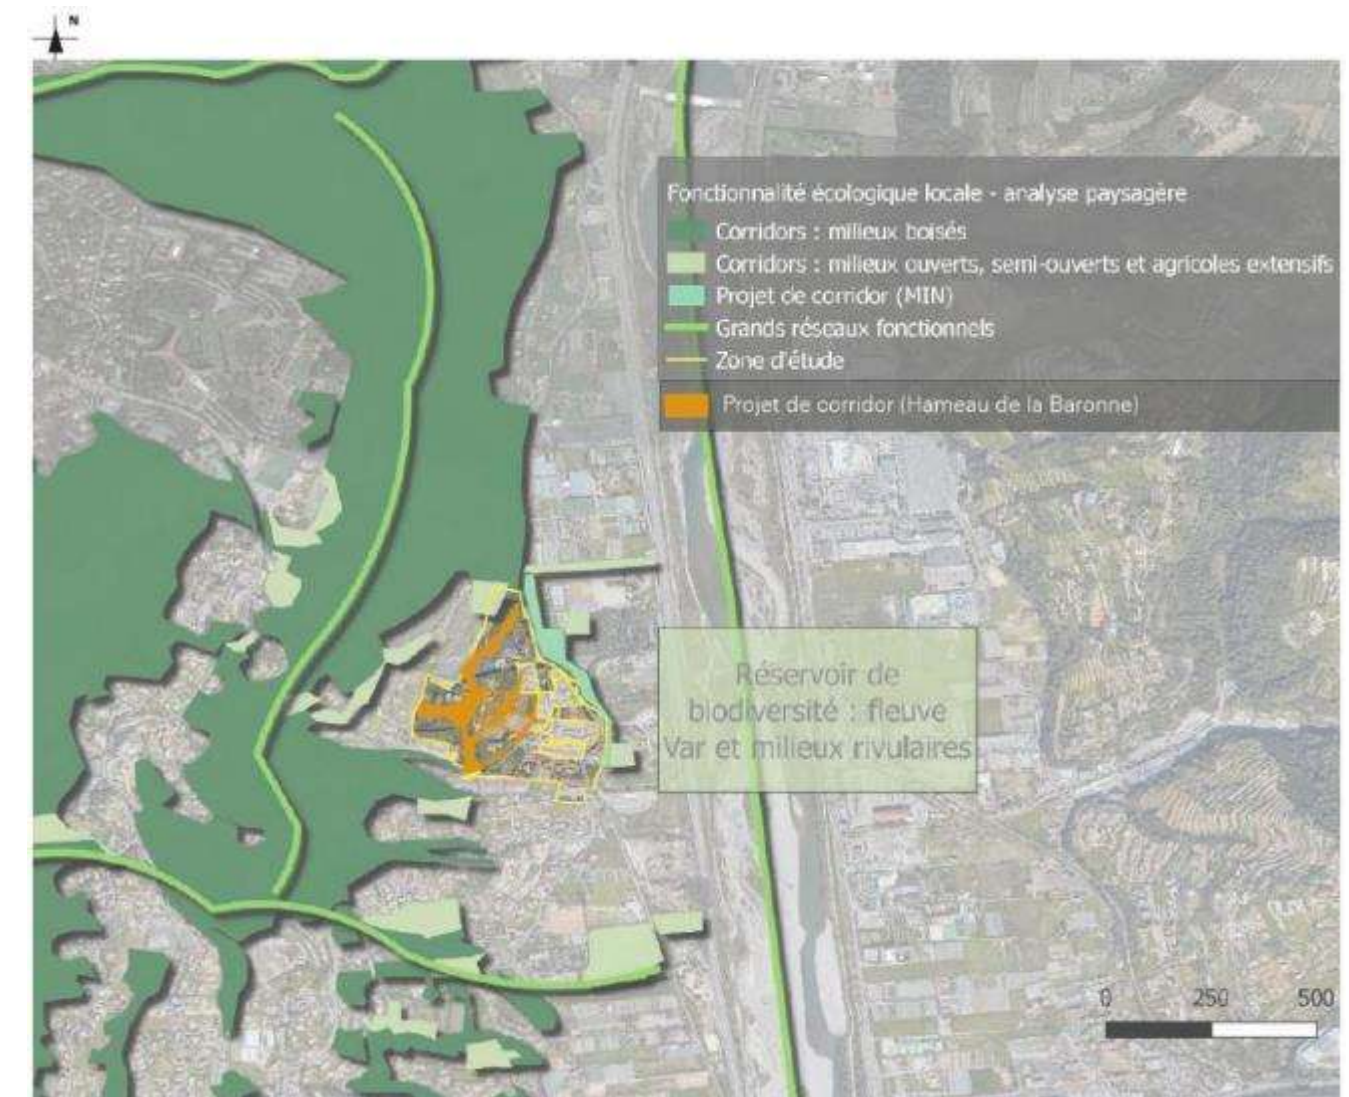 N
Fonctionnalité écologique locale - analyse paysagère
Corridors : milieux boisés
Corridors : milieux ouverts, semi-ouverts et agricoles extensifs
Projet de corridor (MIN)
Grands réseaux fonctionnels
Zone d'étude
Projet de corridor (Hameau de la Baronne)
Réservoir de
biodiversité : fleuve
Var et milieux rivulaires
0 250 500